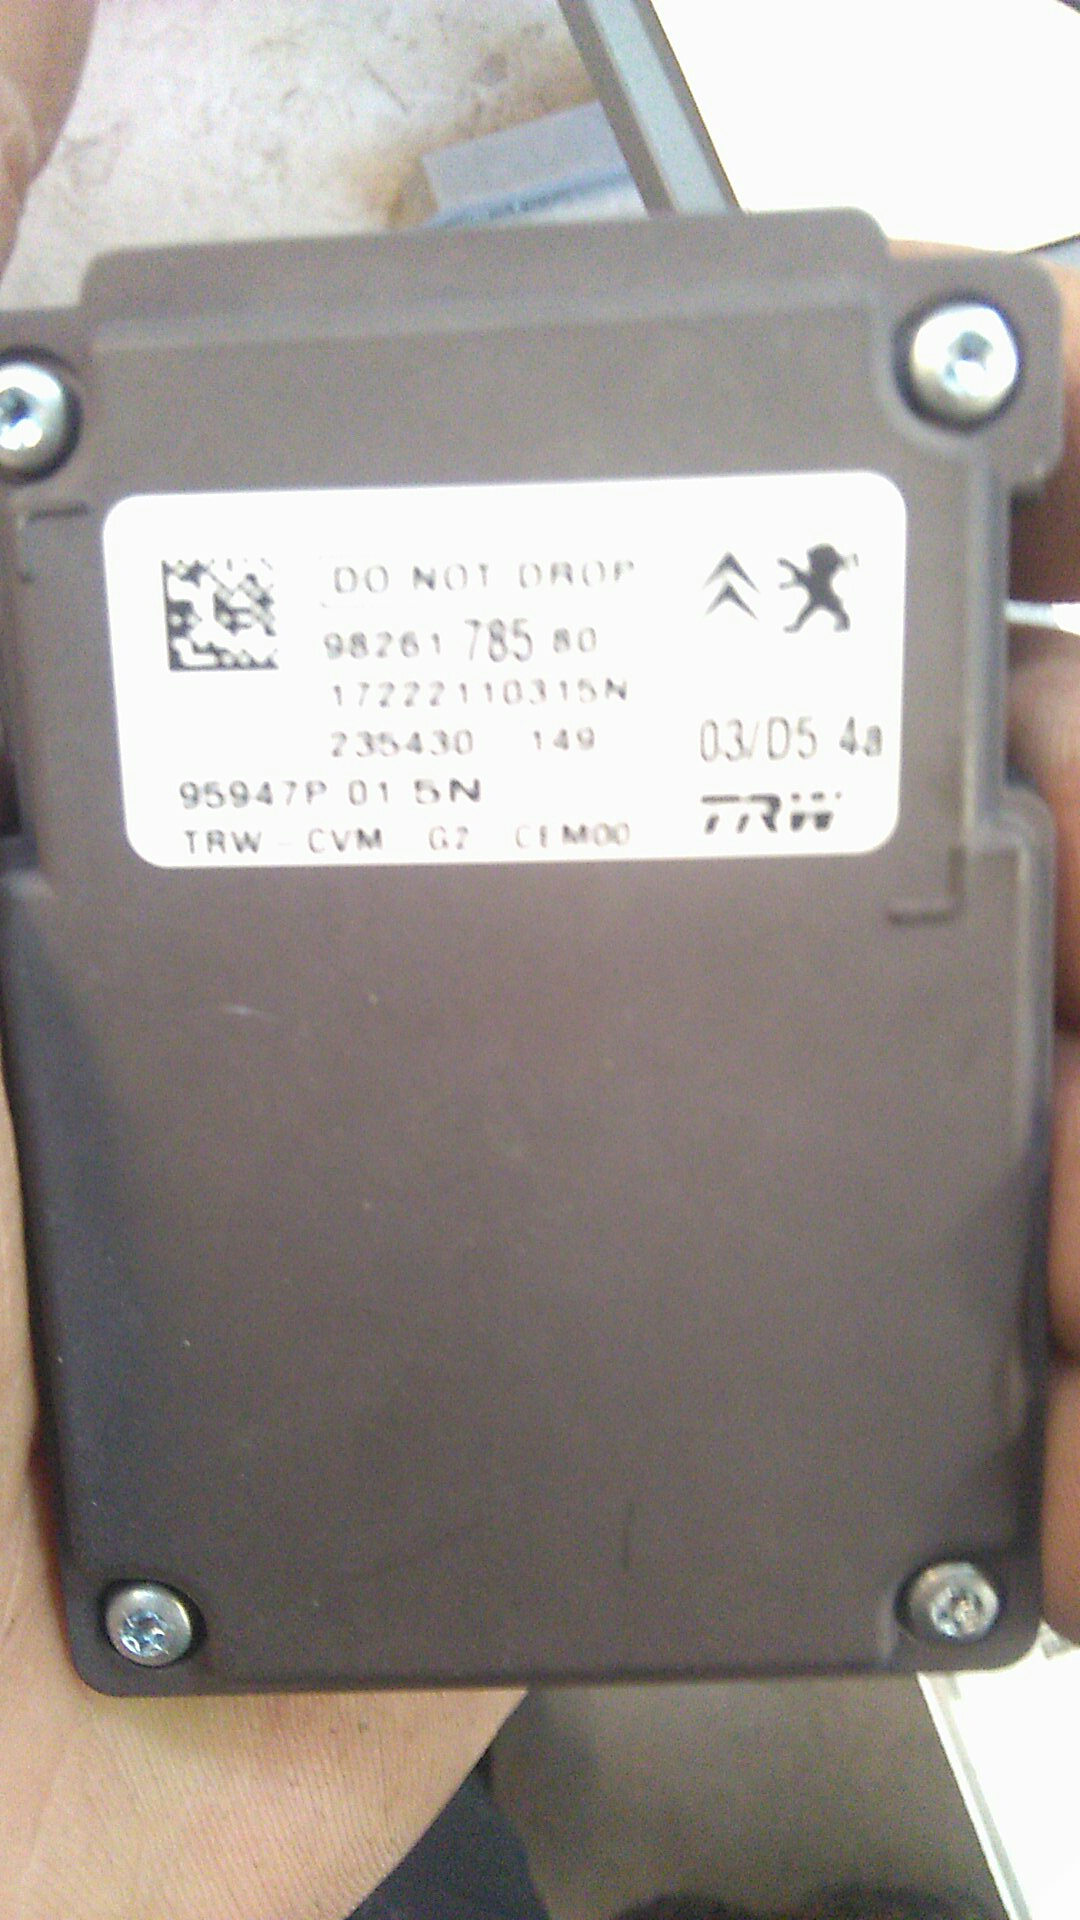 DO NOT DROP
98261 785 80
17222110315N
235430 149
03/D5 4a
95947P 01 5N
TRW - CVM G2 CEM00
TRW